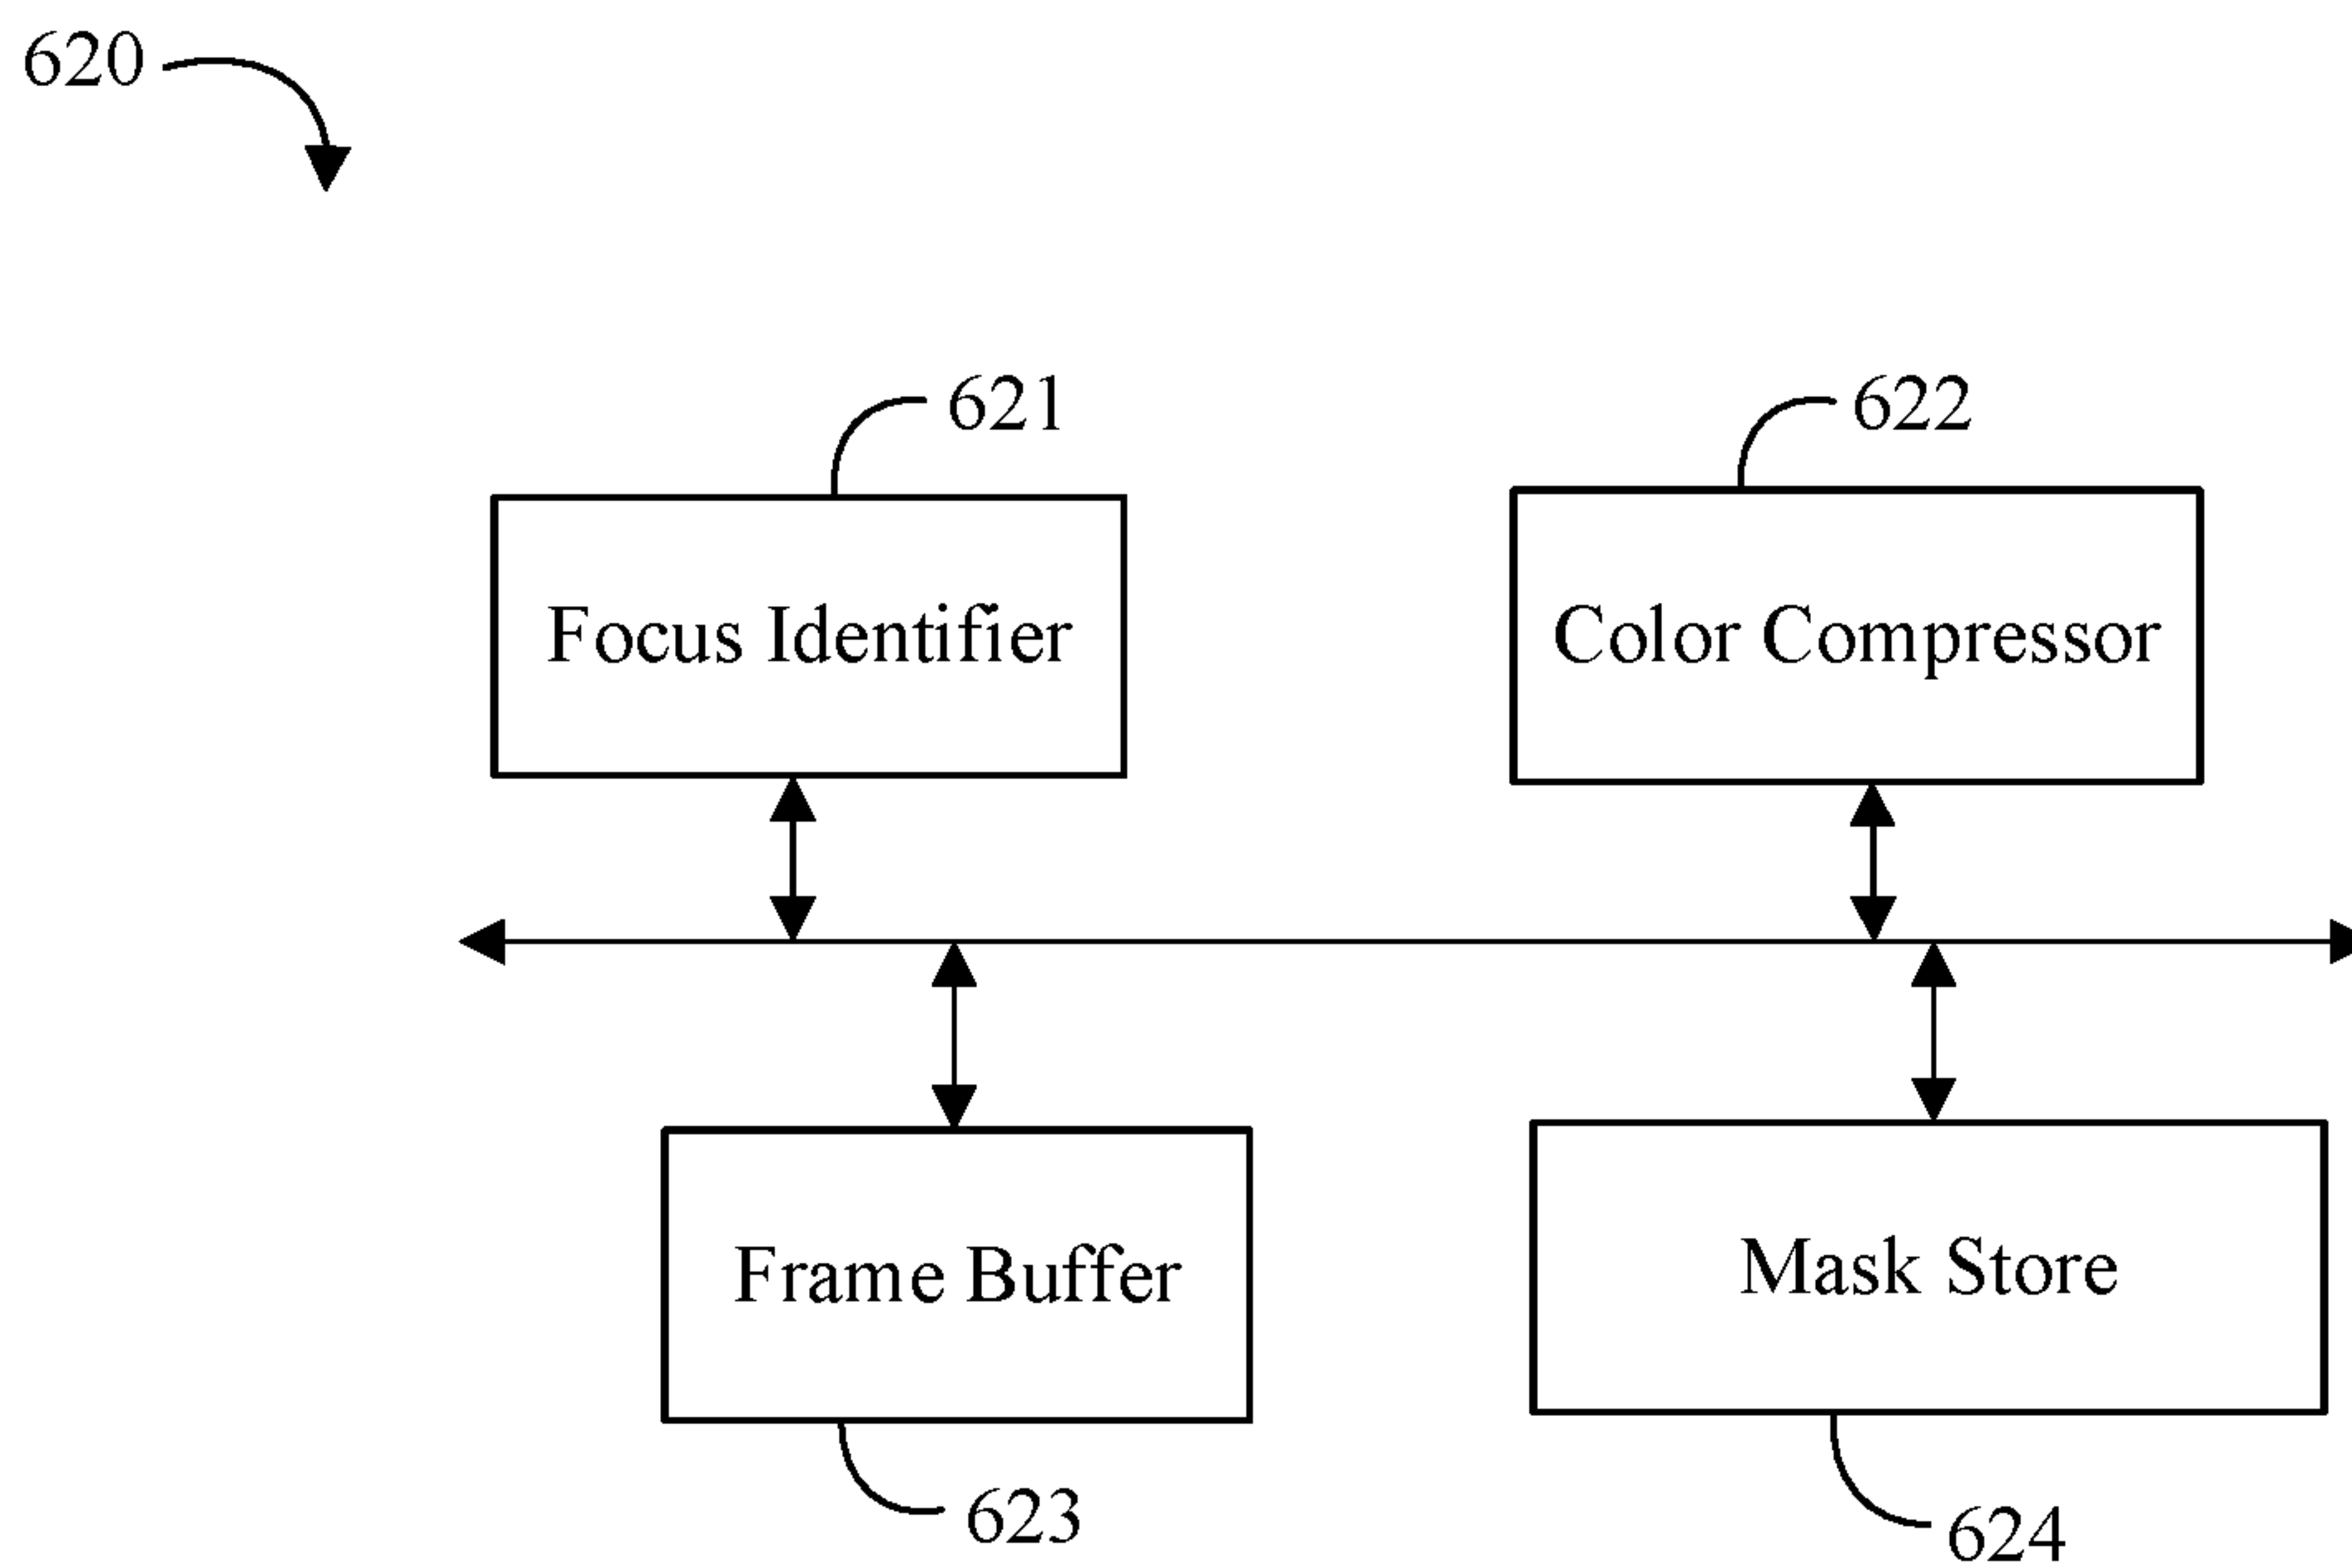 620
621
622
Focus Identifier
Color Compressor
Frame Buffer
Mask Store
623
624